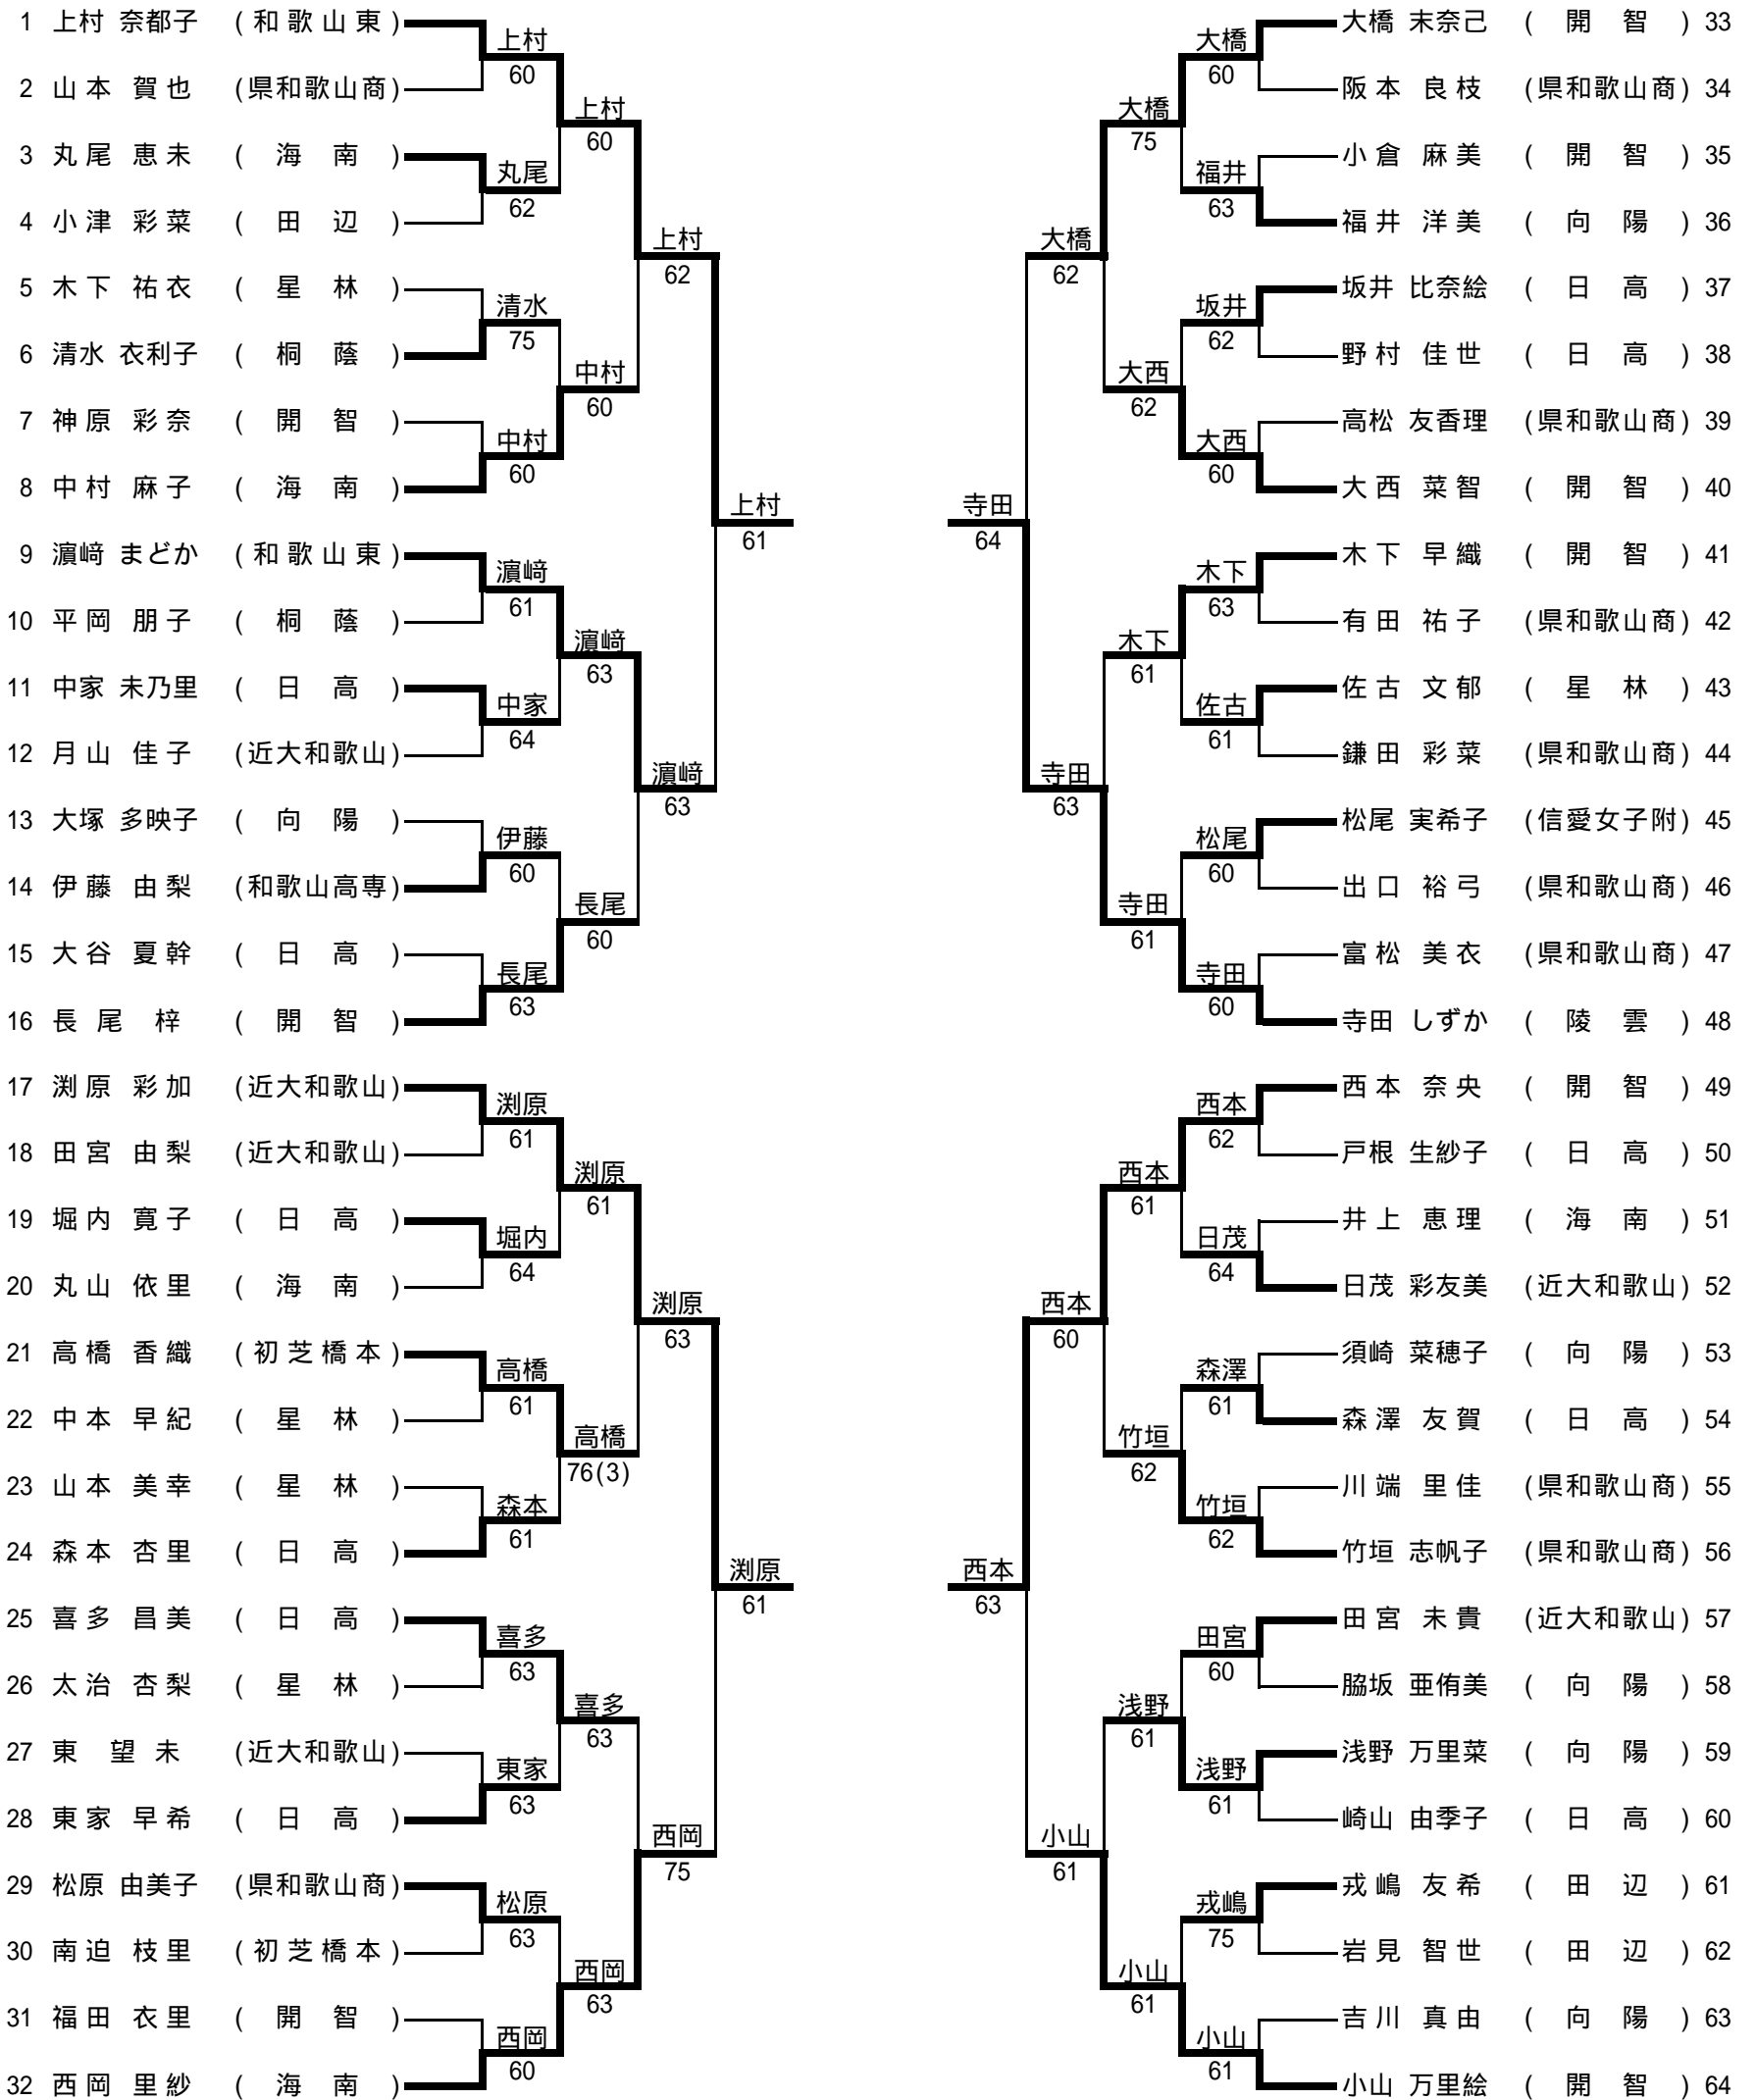 1 上村 奈都子 (和歌山東)
2 山本 賀也 (県和歌山商)
3 丸尾 恵未 (海南)
4 小津 彩菜 (田辺)
5 木下 祐衣 (星林)
6 清水 衣利子 (桐蔭)
7 神原 彩奈 (開智)
8 中村 麻子 (海南)
9 濵﨑 まどか (和歌山東)
10 平岡 朋子 (桐蔭)
11 中家 未乃里 (日高)
12 月山 佳子 (近大和歌山)
13 大塚 多映子 (向陽)
14 伊藤 由梨 (和歌山高専)
15 大谷 夏幹 (日高)
16 長尾 梓 (開智)
17 渕原 彩加 (近大和歌山)
18 田宮 由梨 (近大和歌山)
19 堀内 寛子 (日高)
20 丸山 依里 (海南)
21 高橋 香織 (初芝橋本)
22 中本 早紀 (星林)
23 山本 美幸 (星林)
24 森本 杏里 (日高)
25 喜多 昌美 (日高)
26 太治 杏梨 (星林)
27 東 望未 (近大和歌山)
28 東家 早希 (日高)
29 松原 由美子 (県和歌山商)
30 南迫 枝里 (初芝橋本)
31 福田 衣里 (開智)
32 西岡 里紗 (海南)
上村
60
丸尾
62
清水
75
中村
60
濵﨑
61
中家
64
伊藤
60
長尾
63
渕原
61
堀内
64
高橋
61
森本
61
喜多
63
東家
63
松原
63
西岡
60
上村
60
中村
60
濵﨑
63
長尾
60
渕原
61
高橋
76(3)
喜多
63
西岡
63
上村
62
濵﨑
63
渕原
63
西岡
75
上村
61
渕原
61
寺田
64
西本
63
大橋
62
寺田
63
西本
60
小山
61
大橋
75
大西
62
木下
61
寺田
61
西本
61
竹垣
62
浅野
61
小山
61
大橋
60
福井
63
坂井
62
大西
60
木下
63
佐古
61
松尾
60
寺田
60
西本
62
日茂
64
森澤
61
竹垣
62
田宮
60
浅野
61
戎嶋
75
小山
61
大橋 末奈己 (開智) 33
阪本 良枝 (県和歌山商) 34
小倉 麻美 (開智) 35
福井 洋美 (向陽) 36
坂井 比奈絵 (日高) 37
野村 佳世 (日高) 38
高松 友香理 (県和歌山商) 39
大西 菜智 (開智) 40
木下 早織 (開智) 41
有田 祐子 (県和歌山商) 42
佐古 文郁 (星林) 43
鎌田 彩菜 (県和歌山商) 44
松尾 実希子 (信愛女子附) 45
出口 裕弓 (県和歌山商) 46
富松 美衣 (県和歌山商) 47
寺田 しずか (陵雲) 48
西本 奈央 (開智) 49
戸根 生紗子 (日高) 50
井上 恵理 (海南) 51
日茂 彩友美 (近大和歌山) 52
須崎 菜穂子 (向陽) 53
森澤 友賀 (日高) 54
川端 里佳 (県和歌山商) 55
竹垣 志帆子 (県和歌山商) 56
田宮 未貴 (近大和歌山) 57
脇坂 亜侑美 (向陽) 58
浅野 万里菜 (向陽) 59
崎山 由季子 (日高) 60
戎嶋 友希 (田辺) 61
岩見 智世 (田辺) 62
吉川 真由 (向陽) 63
小山 万里絵 (開智) 64